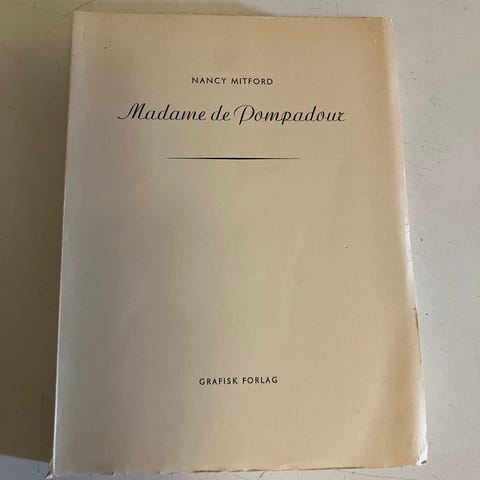 NANCY MITFORD
Madame de Pompadour
GRAFISK FORLAG